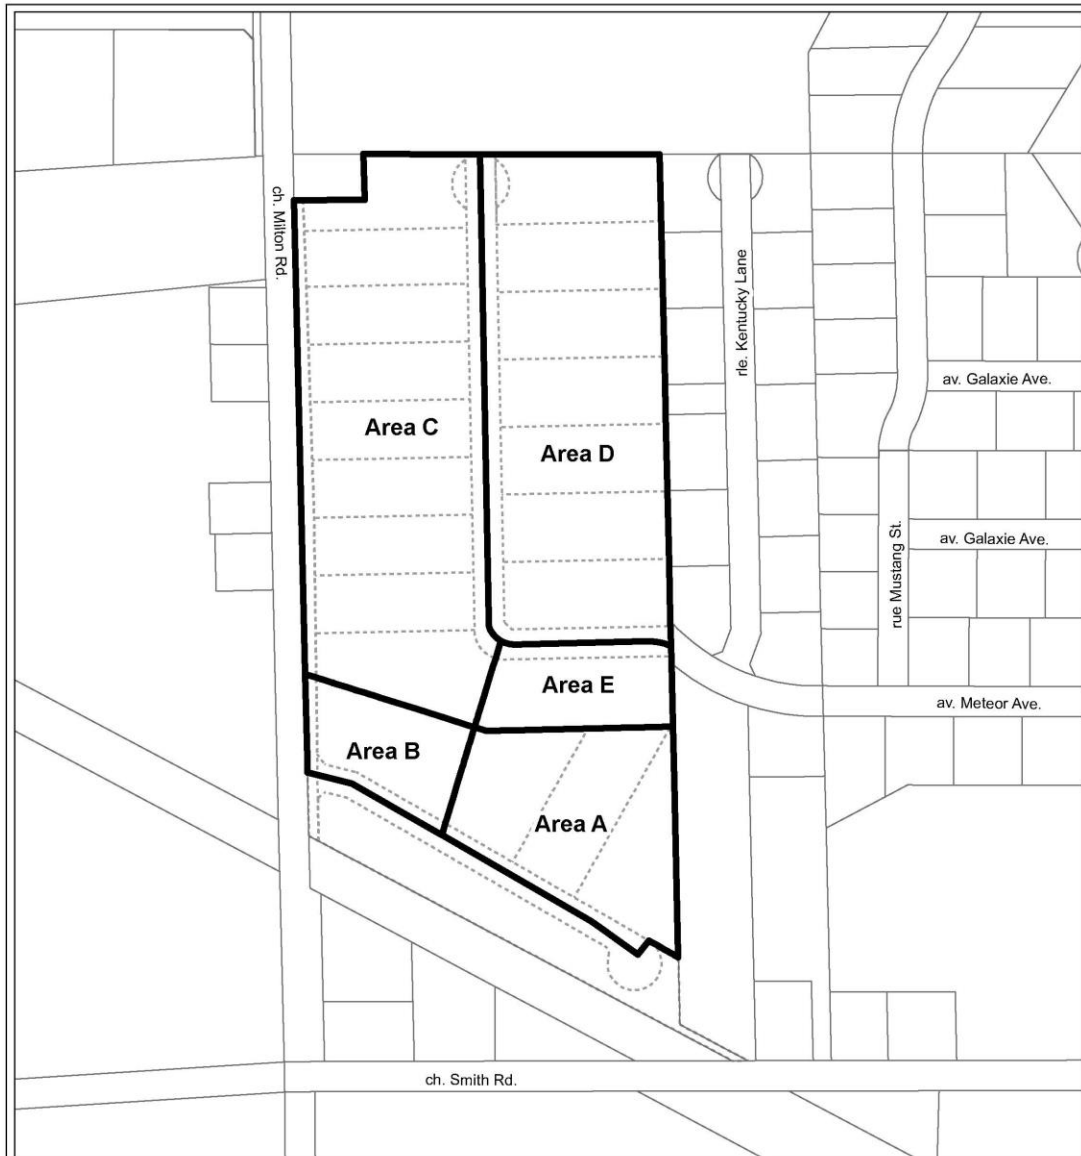 ch. Milton Rd.
rle. Kentucky Lane
av. Galaxie Ave.
Area C
Area D
av. Galaxie Ave.
rue Mustang St.
Area E
av. Meteor Ave.
Area B
Area A
ch. Smith Rd.